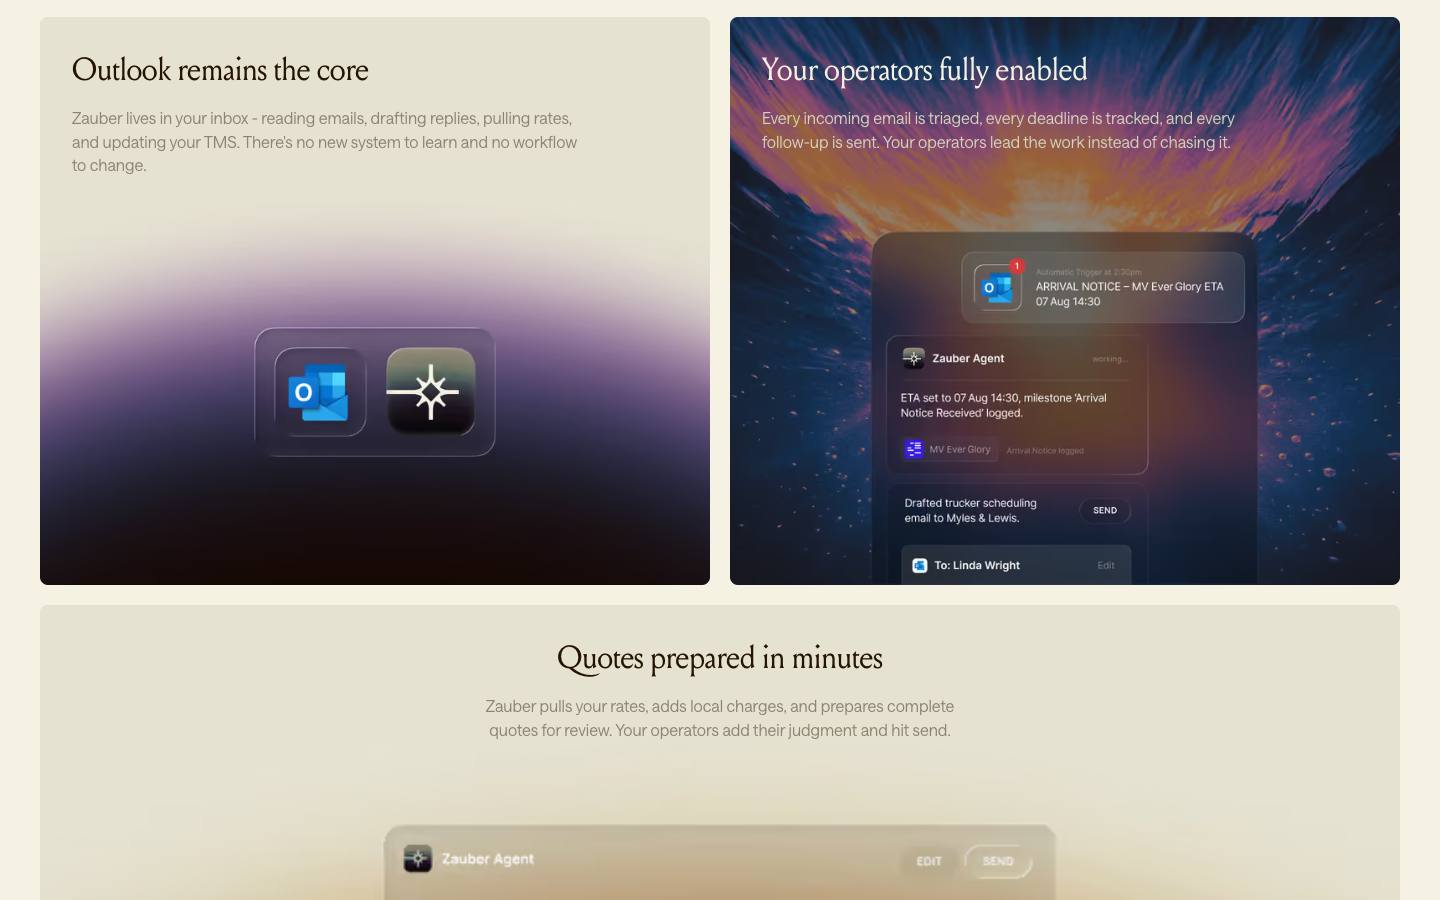 Outlook remains the core
Zauber lives in your inbox - reading emails, drafting replies, pulling rates,
and updating your TMS. There's no new system to learn and no workflow
to change.
O
Your operators fully enabled
Every incoming email is triaged, every deadline is tracked, and every
follow-up is sent. Your operators lead the work instead of chasing it.
1
O
Automatic Trigger at 2:30pm
ARRIVAL NOTICE – MV Ever Glory ETA
07 Aug 14:30
Zauber Agent
working...
ETA set to 07 Aug 14:30, milestone ‘Arrival
Notice Received’ logged.
MV Ever Glory
Arrival Notice logged
Drafted trucker scheduling
email to Myles & Lewis.
SEND
To: Linda Wright
Edit
Quotes prepared in minutes
Zauber pulls your rates, adds local charges, and prepares complete
quotes for review. Your operators add their judgment and hit send.
Zauber Agent
EDIT
SEND